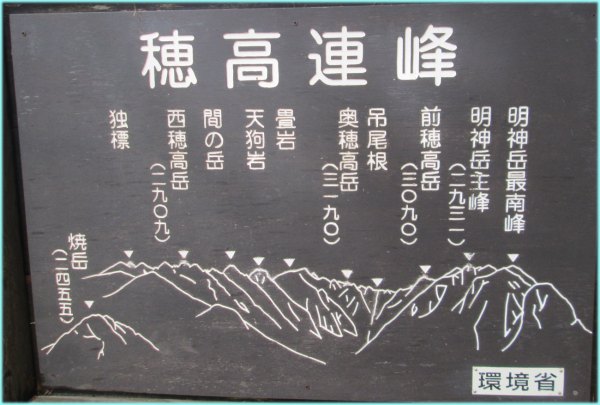 穂高連峰
独標
西穂高岳
(二九〇九)
間の岳
天狗岩
畳岩
奥穂高岳
(三一九〇)
吊尾根
前穂高岳
(三〇九〇)
明神岳主峰
(二九三一)
明神岳最南峰
焼岳
(二四五五)
環境省